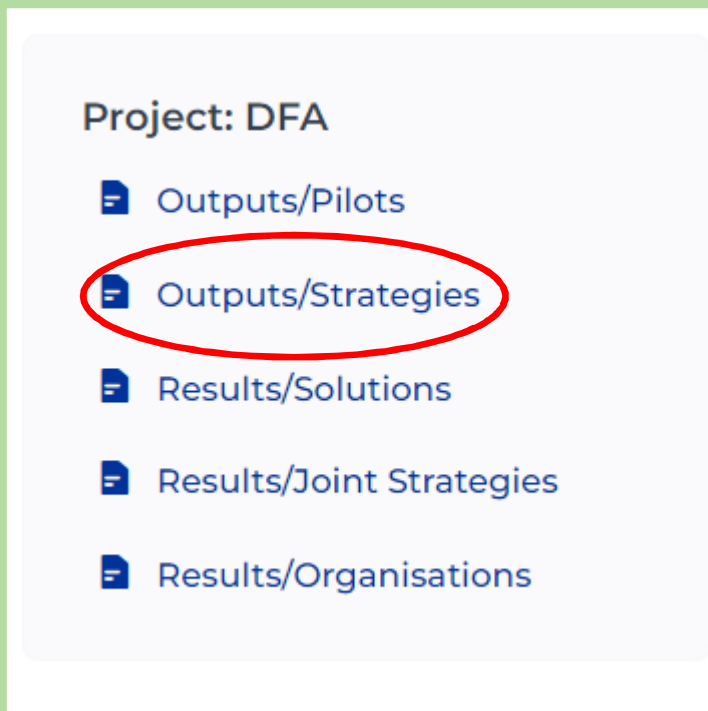 Project: DFA
Outputs/Pilots
Outputs/Strategies
Results/Solutions
Results/Joint Strategies
Results/Organisations